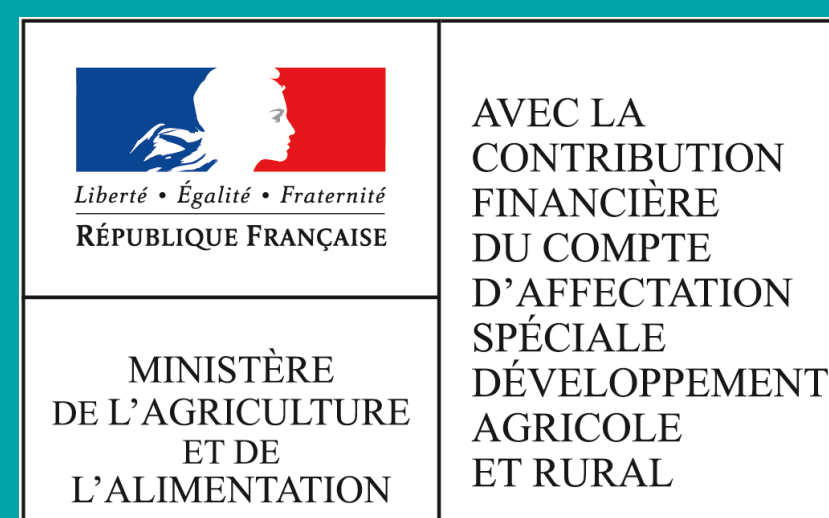 Liberté • Égalité • Fraternité
RÉPUBLIQUE FRANÇAISE
MINISTÈRE
DE L'AGRICULTURE
ET DE
L'ALIMENTATION
AVEC LA
CONTRIBUTION
FINANCIÈRE
DU COMPTE
D'AFFECTATION
SPÉCIALE
DÉVELOPPEMENT
AGRICOLE
ET RURAL